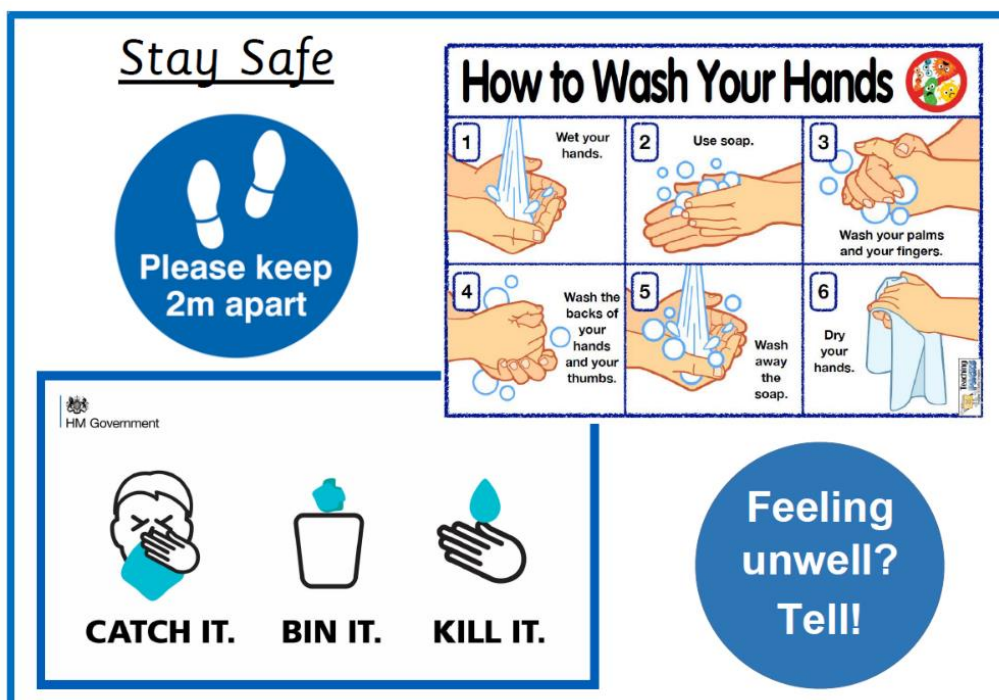 Stay Safe
Please keep
2m apart
How to Wash Your Hands
1
Wet your
hands.
2
Use soap.
3
Wash your palms
and your fingers.
4
Wash the
backs of
your
hands
and your
thumbs.
5
Wash
away
the
soap.
6
Dry
your
hands.
Teaching
HM Government
CATCH IT.
BIN IT.
KILL IT.
Feeling
unwell?
Tell!